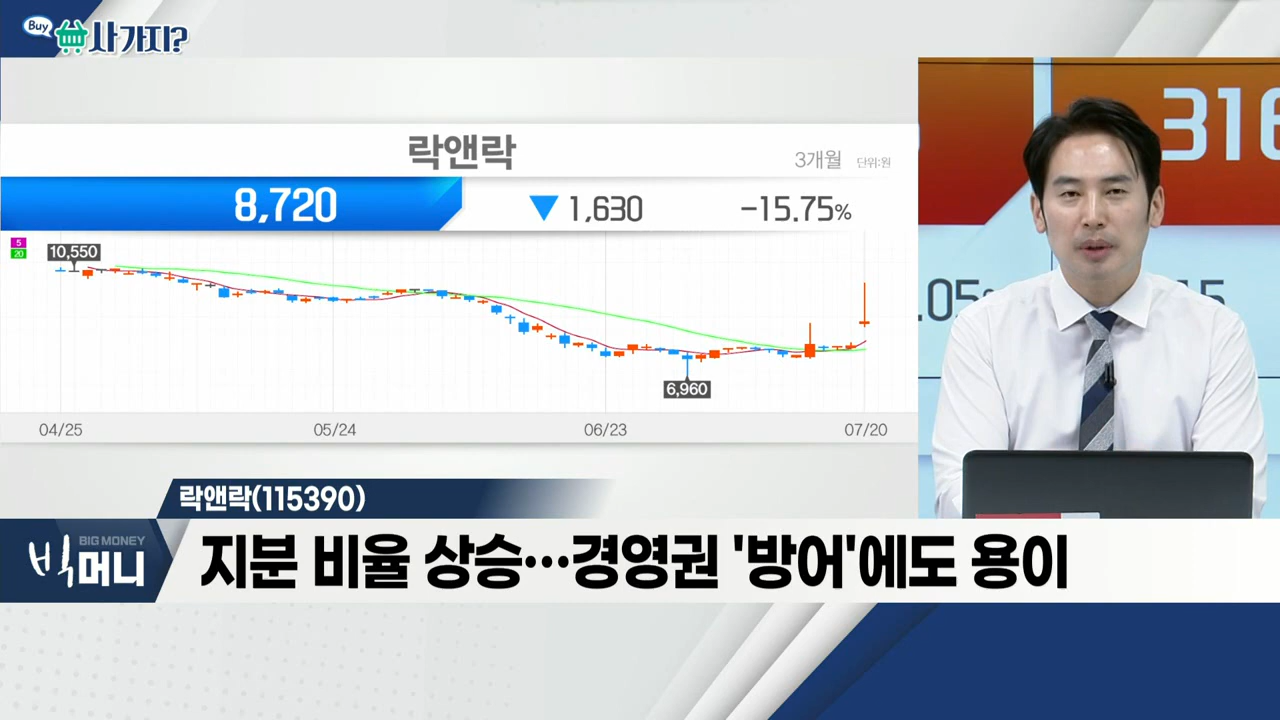 Buy
사 가지?
락앤락
3개월 단위:원
8,720 ▼ 1,630 -15.75%
5
20
10,550
6,960
04/25 05/24 06/23 07/20
316
.05
15
락앤락(115390)
BIG MONEY
빅머니
지분 비율 상승…경영권 '방어'에도 용이